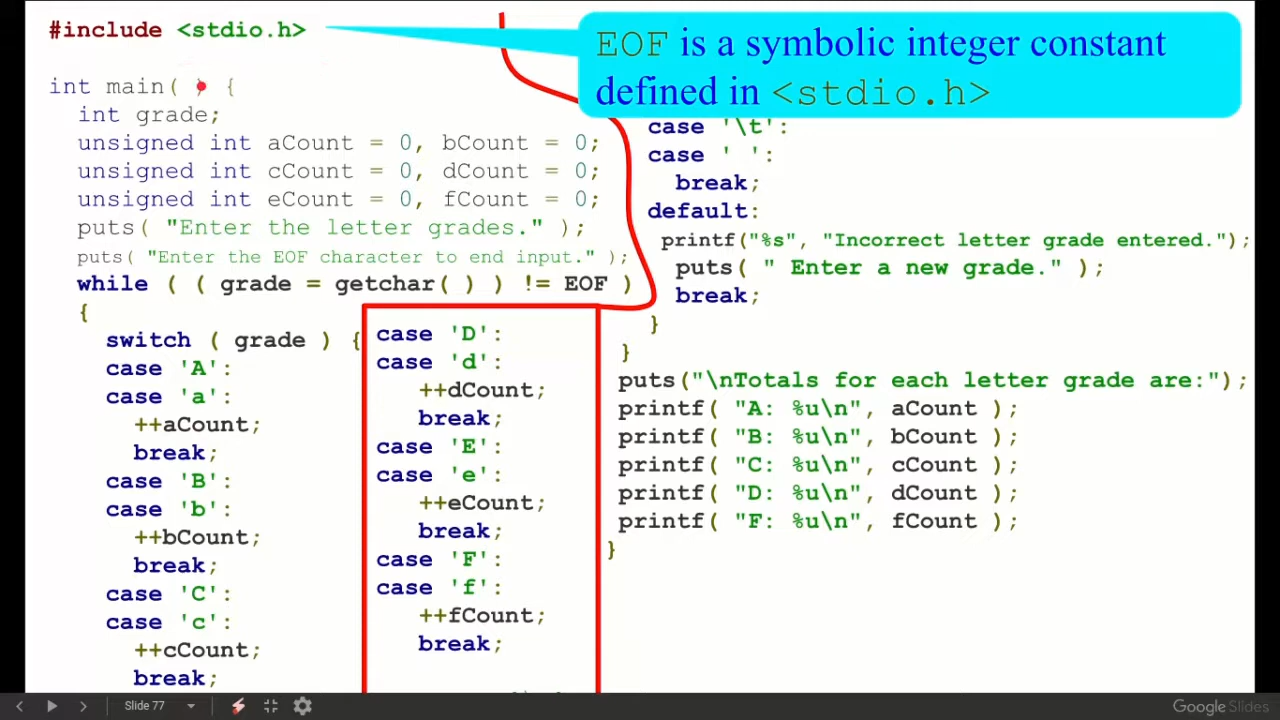 #include <stdio.h>
int main( ) {
int grade;
unsigned int aCount = 0, bCount = 0;
unsigned int cCount = 0, dCount = 0;
unsigned int eCount = 0, fCount = 0;
puts( "Enter the letter grades." );
puts( "Enter the EOF character to end input." );
while ( ( grade = getchar( ) ) != EOF )
{
switch ( grade ) {
case 'A':
case 'a':
++aCount;
break;
case 'B':
case 'b':
++bCount;
break;
case 'C':
case 'c':
++cCount;
break;
case 'D':
case 'd':
++dCount;
break;
case 'E':
case 'e':
++eCount;
break;
case 'F':
case 'f':
++fCount;
break;
EOF is a symbolic integer constant
defined in <stdio.h>
case '\t':
case ' ':
break;
default:
printf("%s", "Incorrect letter grade entered.");
puts( " Enter a new grade." );
break;
}
}
puts("\nTotals for each letter grade are:");
printf( "A: %u\n", aCount );
printf( "B: %u\n", bCount );
printf( "C: %u\n", cCount );
printf( "D: %u\n", dCount );
printf( "F: %u\n", fCount );
}
Slide 77
Google Slides